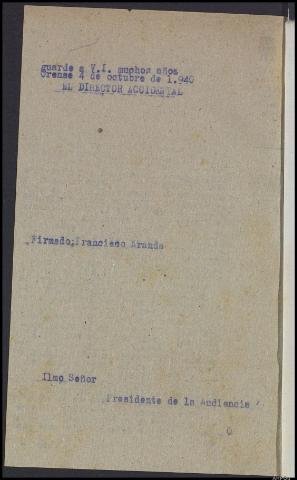 guarde a V.I. muchos años
Orense 4 de octubre de 1.940
EL DIRECTOR ACCIDENTAL
Firmado;Francisco Aranda
Ilmo Señor
Presidente de la Audiencia